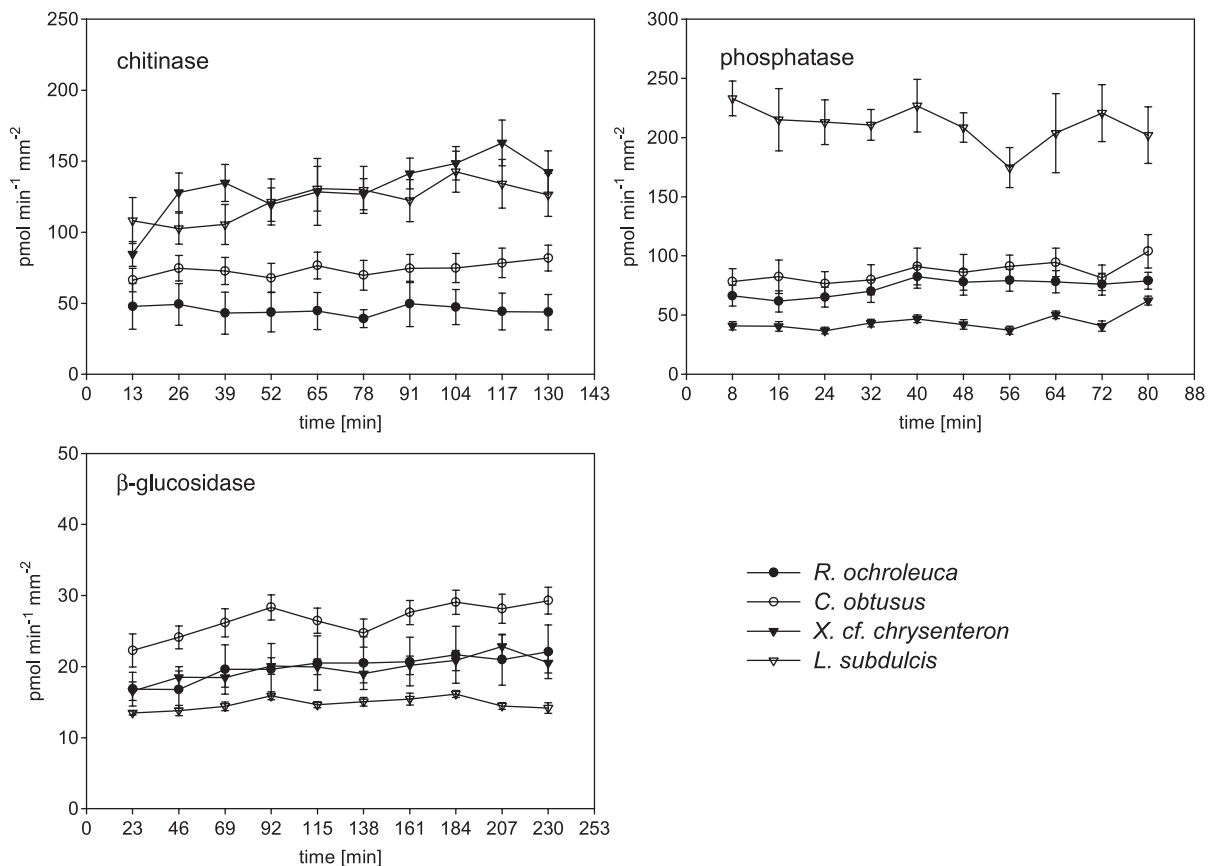 250
200
150
100
50
0
pmol min⁻¹ mm⁻²
chitinase
0 13 26 39 52 65 78 91 104 117 130 143
time [min]
300
250
200
150
100
50
0
pmol min⁻¹ mm⁻²
phosphatase
0 8 16 24 32 40 48 56 64 72 80 88
time [min]
50
40
30
20
10
0
pmol min⁻¹ mm⁻²
β-glucosidase
0 23 46 69 92 115 138 161 184 207 230 253
time [min]
R. ochroleuca
C. obtusus
X. cf. chrysenteron
L. subdulcis